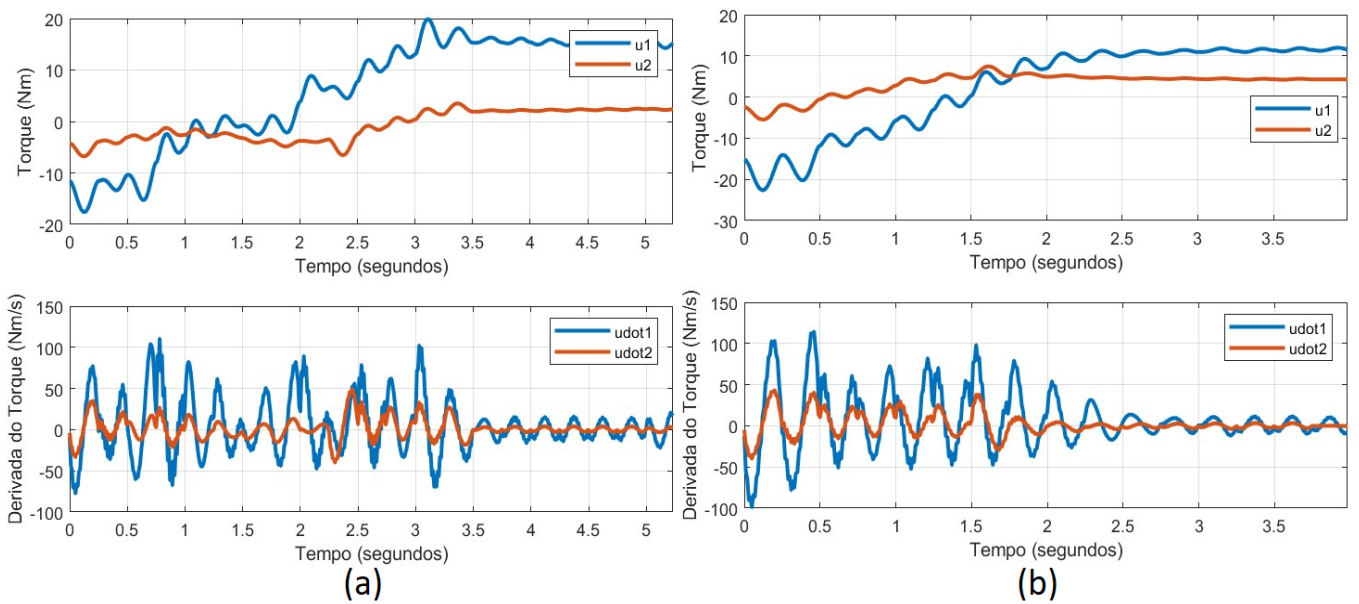 20
10
0
-10
-20
Torque (Nm)
u1
u2
0 0.5 1 1.5 2 2.5 3 3.5 4 4.5 5
Tempo (segundos)
20
10
0
-10
-20
-30
Torque (Nm)
u1
u2
0 0.5 1 1.5 2 2.5 3 3.5
Tempo (segundos)
150
100
50
0
-50
-100
Derivada do Torque (Nm/s)
udot1
udot2
0 0.5 1 1.5 2 2.5 3 3.5 4 4.5 5
Tempo (segundos)
(a)
150
100
50
0
-50
-100
Derivada do Torque (Nm/s)
udot1
udot2
0 0.5 1 1.5 2 2.5 3 3.5
Tempo (segundos)
(b)